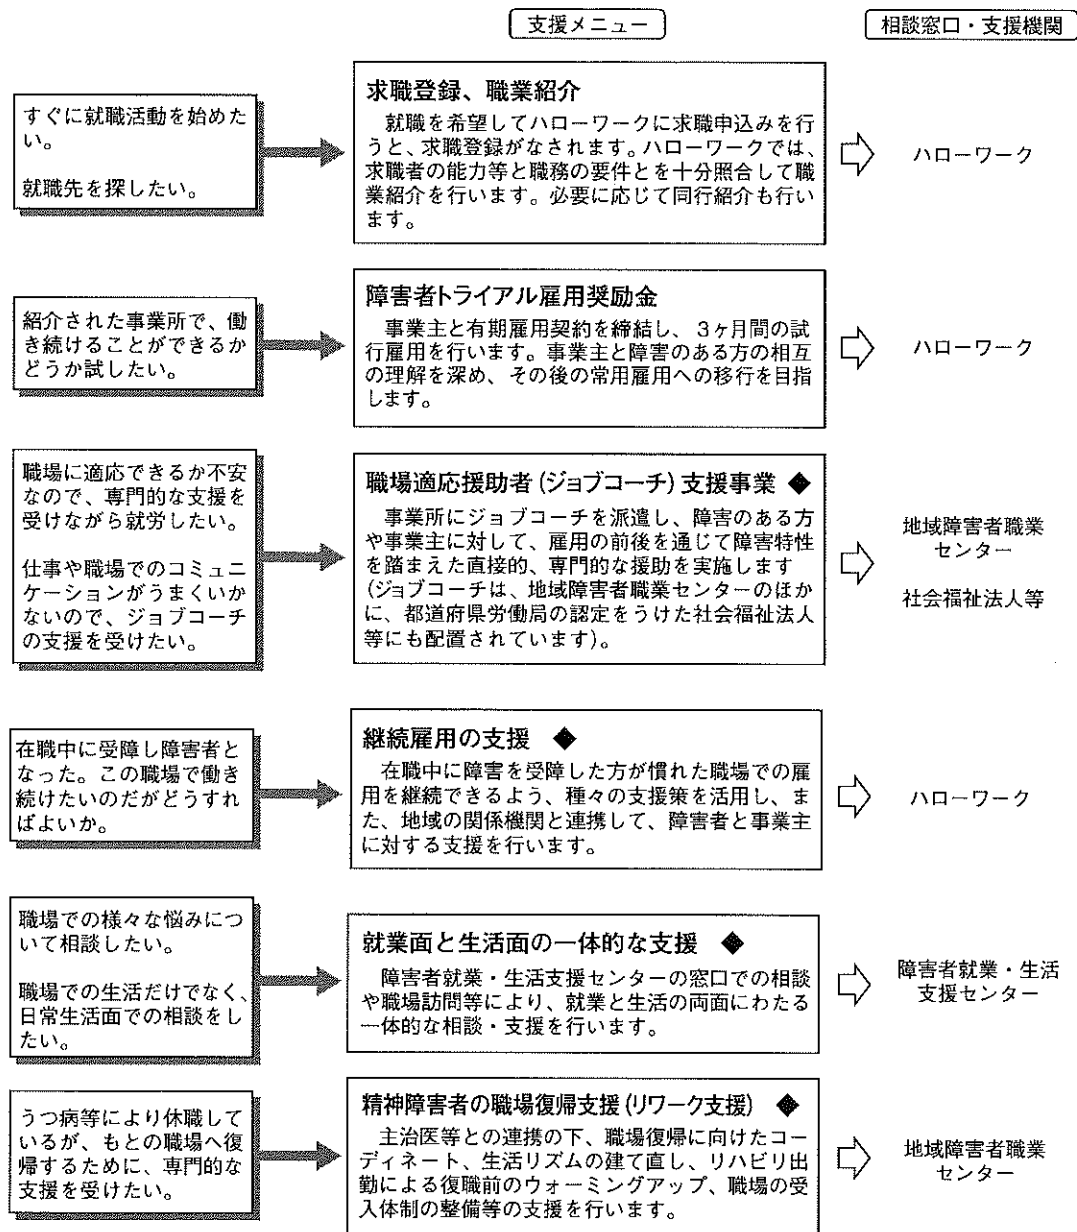 支援メニュー
相談窓口・支援機関
すぐに就職活動を始めた
い。
就職先を探したい。
求職登録、職業紹介
就職を希望してハローワークに求職申込みを行
うと、求職登録がなされます。ハローワークでは、
求職者の能力等と職務の要件とを十分照合して職
業紹介を行います。必要に応じて同行紹介も行い
ます。
ハローワーク
紹介された事業所で、働
き続けることができるか
どうか試したい。
障害者トライアル雇用奨励金
事業主と有期雇用契約を締結し、3ヶ月間の試
行雇用を行います。事業主と障害のある方の相互
の理解を深め、その後の常用雇用への移行を目指
します。
ハローワーク
職場に適応できるか不安
なので、専門的な支援を
受けながら就労したい。
仕事や職場でのコミュニ
ケーションがうまくいか
ないので、ジョブコーチ
の支援を受けたい。
職場適応援助者(ジョブコーチ)支援事業 ◆
事業所にジョブコーチを派遣し、障害のある方
や事業主に対して、雇用の前後を通じて障害特性
を踏まえた直接的、専門的な援助を実施します
(ジョブコーチは、地域障害者職業センターのほか
に、都道府県労働局の認定をうけた社会福祉法人
等にも配置されています)。
地域障害者職業
センター
社会福祉法人等
在職中に受障し障害者と
なった。この職場で働き
続けたいのだがどうすれ
ばよいか。
継続雇用の支援 ◆
在職中に障害を受障した方が慣れた職場での雇
用を継続できるよう、種々の支援策を活用し、ま
た、地域の関係機関と連携して、障害者と事業主
に対する支援を行います。
ハローワーク
職場での様々な悩みにつ
いて相談したい。
職場での生活だけでなく、
日常生活面での相談をし
たい。
就業面と生活面の一体的な支援 ◆
障害者就業・生活支援センターの窓口での相談
や職場訪問等により、就業と生活の両面にわたる
一体的な相談・支援を行います。
障害者就業・生活
支援センター
うつ病等により休職して
いるが、もとの職場へ復
帰するために、専門的な
支援を受けたい。
精神障害者の職場復帰支援(リワーク支援) ◆
主治医等との連携の下、職場復帰に向けたコー
ディネート、生活リズムの建て直し、リハビリ出
勤による復職前のウォーミングアップ、職場の受
入体制の整備等の支援を行います。
地域障害者職業
センター